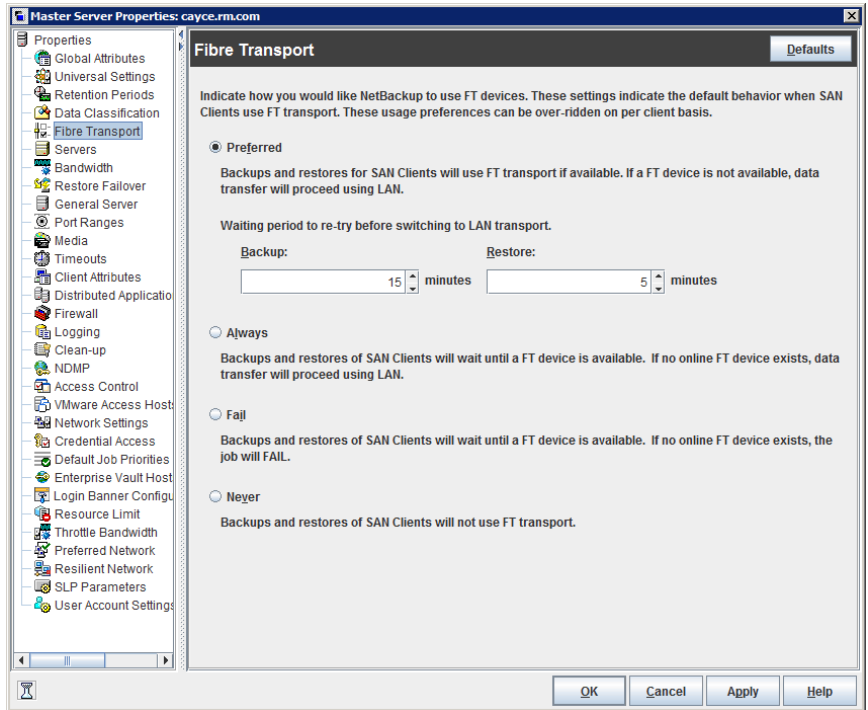 Master Server Properties: cayce.rm.com
Properties
Global Attributes
Universal Settings
Retention Periods
Data Classification
Fibre Transport
Servers
Bandwidth
Restore Failover
General Server
Port Ranges
Media
Timeouts
Client Attributes
Distributed Applicatio
Firewall
Logging
Clean-up
NDMP
Access Control
VMware Access Hosts
Network Settings
Credential Access
Default Job Priorities
Enterprise Vault Host
Login Banner Configu
Resource Limit
Throttle Bandwidth
Preferred Network
Resilient Network
SLP Parameters
User Account Settings
Fibre Transport
Defaults
Indicate how you would like NetBackup to use FT devices. These settings indicate the default behavior when SAN
Clients use FT transport. These usage preferences can be over-ridden on per client basis.
Preferred
Backups and restores for SAN Clients will use FT transport if available. If a FT device is not available, data
transfer will proceed using LAN.
Waiting period to re-try before switching to LAN transport.
Backup: Restore:
15 minutes 5 minutes
Always
Backups and restores of SAN Clients will wait until a FT device is available. If no online FT device exists, data
transfer will proceed using LAN.
Fail
Backups and restores of SAN Clients will wait until a FT device is available. If no online FT device exists, the
job will FAIL.
Never
Backups and restores of SAN Clients will not use FT transport.
OK Cancel Apply Help